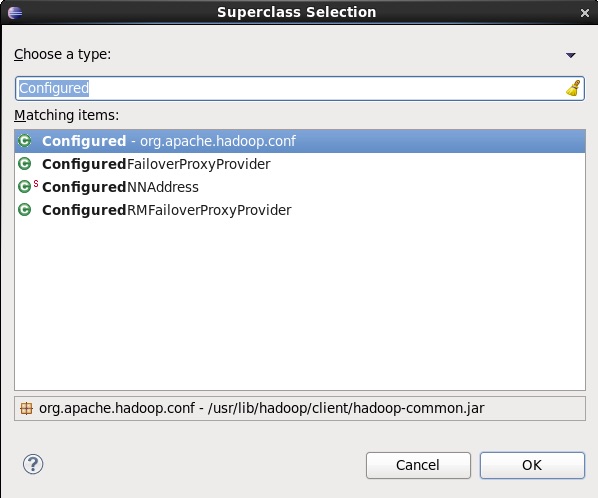 Superclass Selection
Choose a type:
Configured
Matching items:
Configured - org.apache.hadoop.conf
ConfiguredFailoverProxyProvider
S ConfiguredNNAddress
ConfiguredRMFailoverProxyProvider
org.apache.hadoop.conf - /usr/lib/hadoop/client/hadoop-common.jar
Cancel
OK